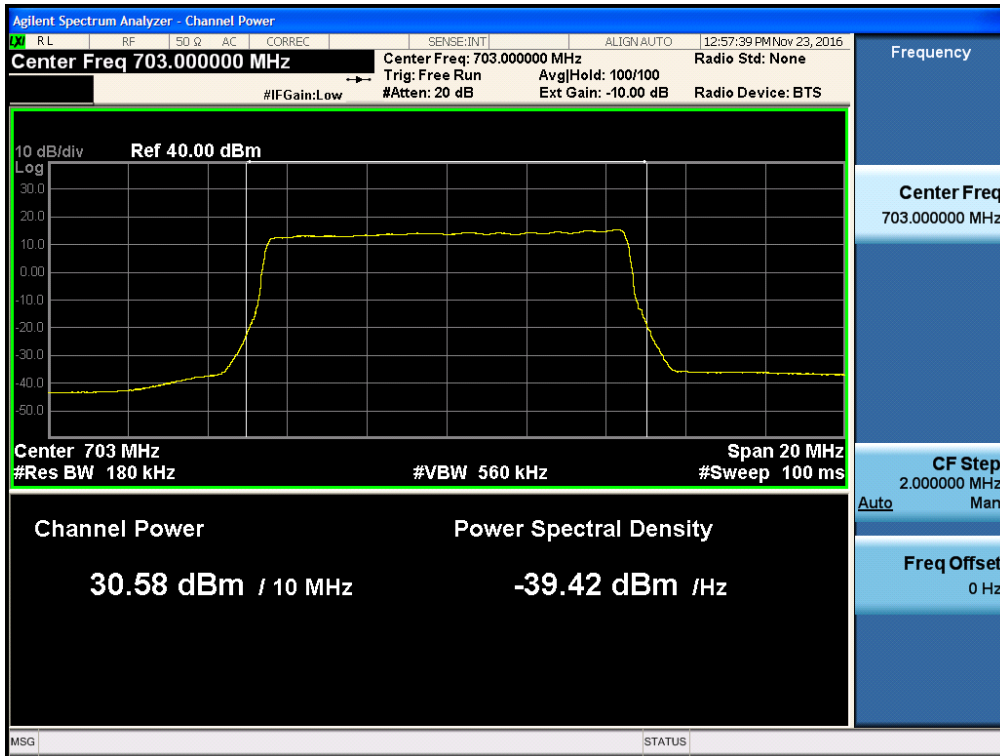 Agilent Spectrum Analyzer - Channel Power
LXI RL RF 50 Ω AC CORREC SENSE:INT ALIGN AUTO 12:57:39 PM Nov 23, 2016
Center Freq 703.000000 MHz
Center Freq: 703.000000 MHz Radio Std: None
Trig: Free Run Avg|Hold: 100/100
#IFGain:Low #Atten: 20 dB Ext Gain: -10.00 dB Radio Device: BTS
10 dB/div Ref 40.00 dBm
Log
30.0
20.0
10.0
0.00
-10.0
-20.0
-30.0
-40.0
-50.0
Center 703 MHz Span 20 MHz
#Res BW 180 kHz #VBW 560 kHz #Sweep 100 ms
Channel Power Power Spectral Density
30.58 dBm / 10 MHz -39.42 dBm /Hz
Frequency
Center Freq
703.000000 MHz
CF Step
2.000000 MHz
Auto Man
Freq Offset
0 Hz
MSG STATUS